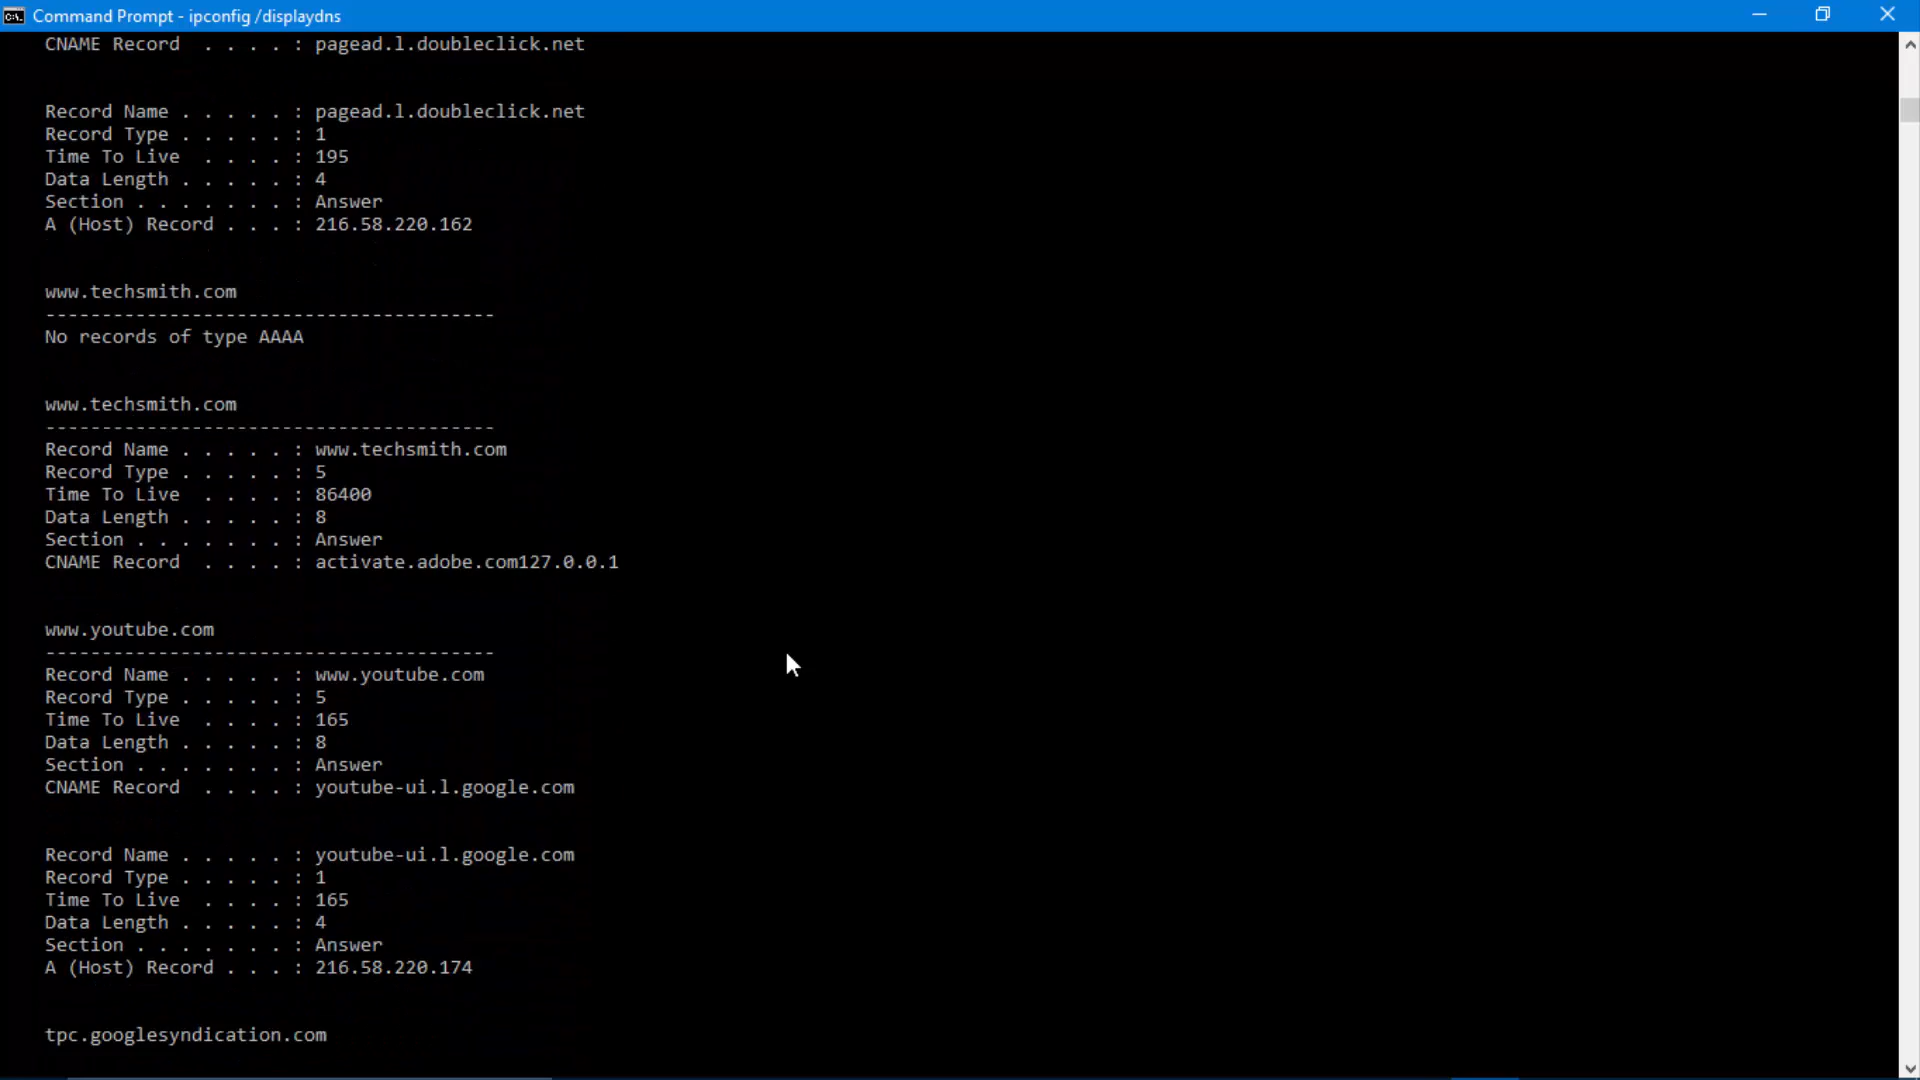 Command Prompt - ipconfig /displaydns
CNAME Record  . . . . : pagead.l.doubleclick.net
Record Name . . . . . : pagead.l.doubleclick.net
Record Type . . . . . : 1
Time To Live  . . . . : 195
Data Length . . . . . : 4
Section . . . . . . . : Answer
A (Host) Record . . . : 216.58.220.162
www.techsmith.com
----------------------------------------
No records of type AAAA
www.techsmith.com
----------------------------------------
Record Name . . . . . : www.techsmith.com
Record Type . . . . . : 5
Time To Live  . . . . : 86400
Data Length . . . . . : 8
Section . . . . . . . : Answer
CNAME Record  . . . . : activate.adobe.com127.0.0.1
www.youtube.com
----------------------------------------
Record Name . . . . . : www.youtube.com
Record Type . . . . . : 5
Time To Live  . . . . : 165
Data Length . . . . . : 8
Section . . . . . . . : Answer
CNAME Record  . . . . : youtube-ui.l.google.com
Record Name . . . . . : youtube-ui.l.google.com
Record Type . . . . . : 1
Time To Live  . . . . : 165
Data Length . . . . . : 4
Section . . . . . . . : Answer
A (Host) Record . . . : 216.58.220.174
tpc.googlesyndication.com